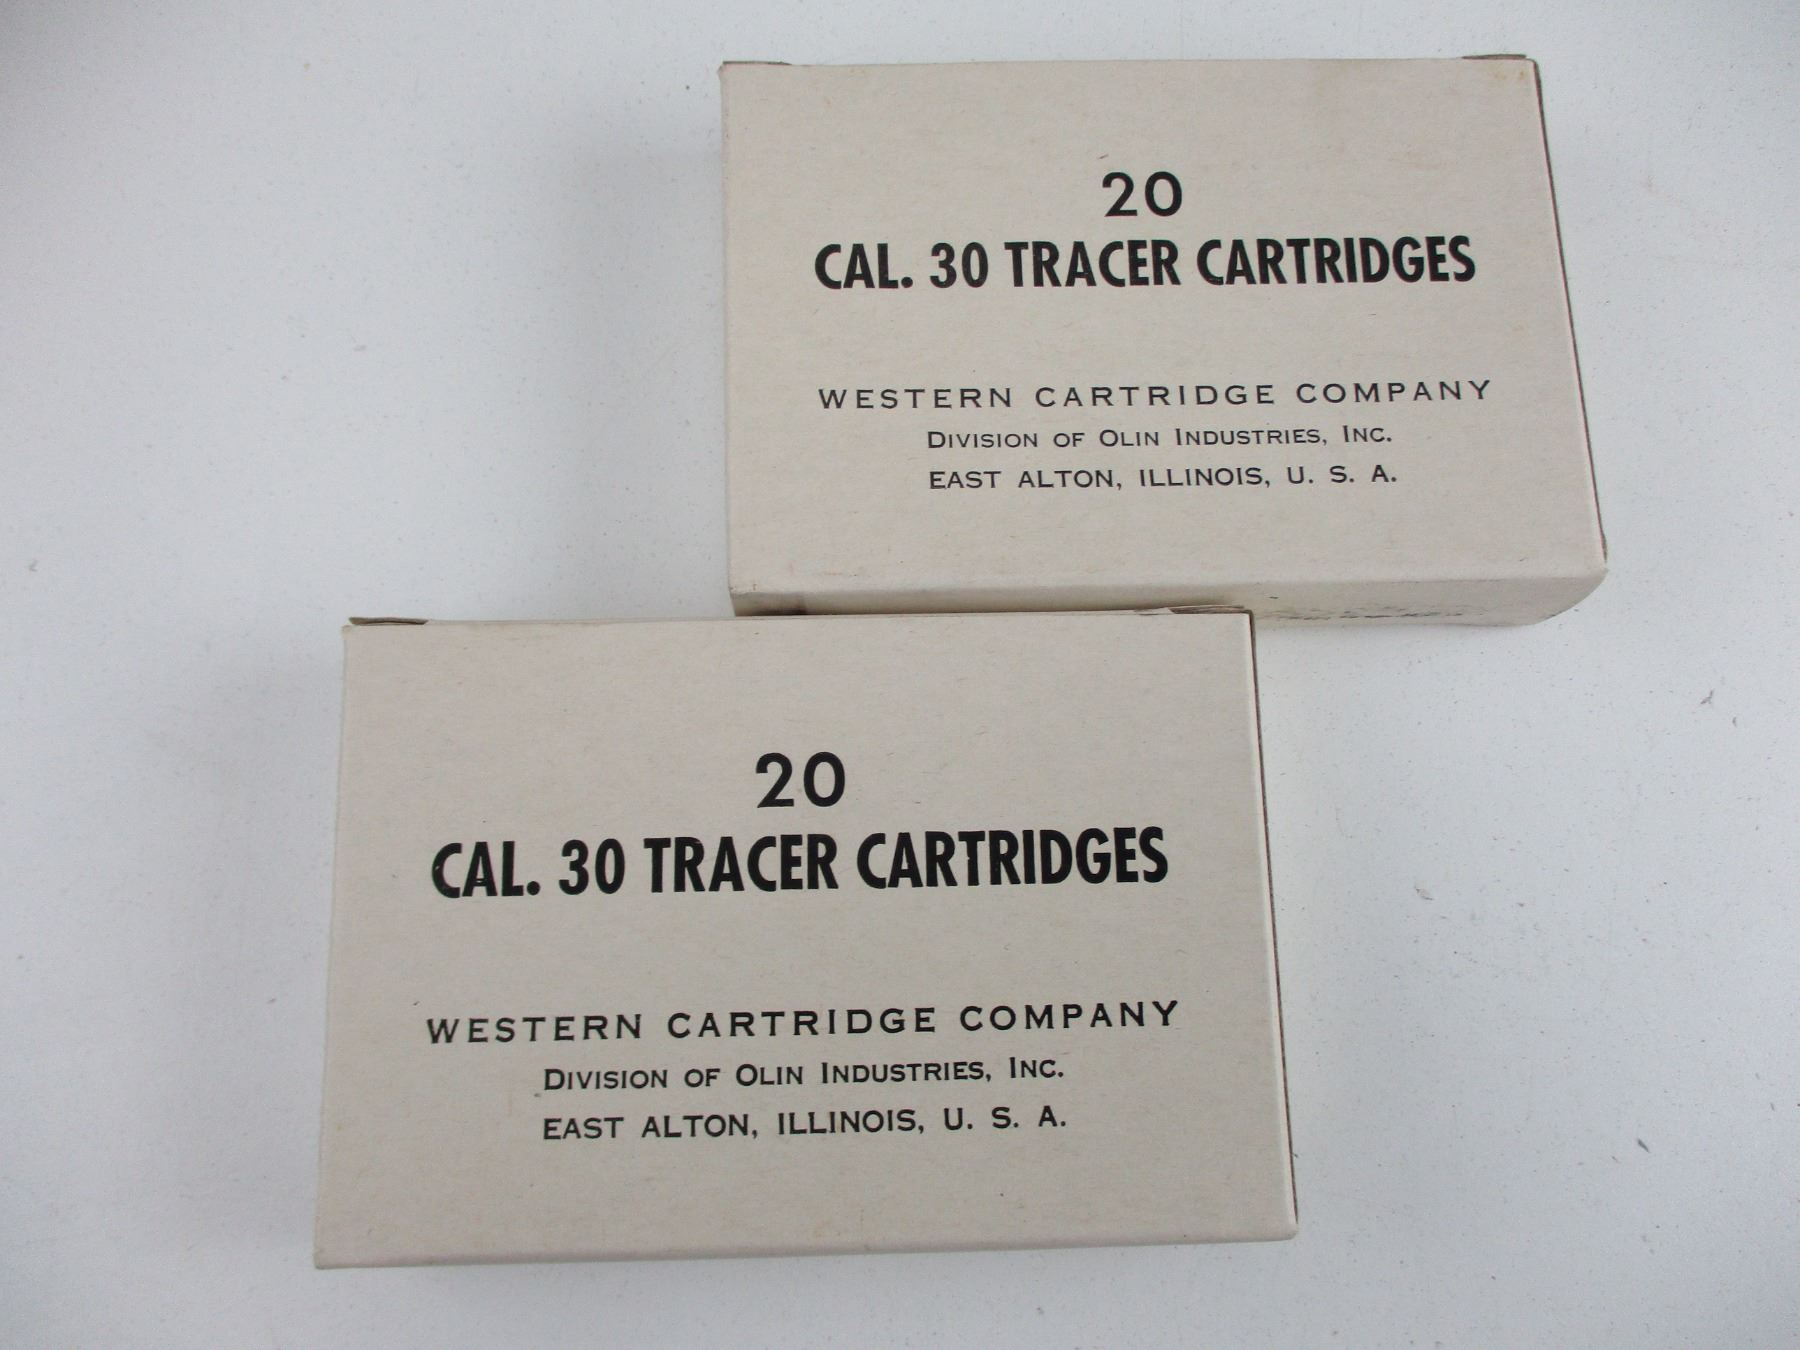 20
CAL. 30 TRACER CARTRIDGES
WESTERN CARTRIDGE COMPANY
DIVISION OF OLIN INDUSTRIES, INC.
EAST ALTON, ILLINOIS, U. S. A.
20
CAL. 30 TRACER CARTRIDGES
WESTERN CARTRIDGE COMPANY
DIVISION OF OLIN INDUSTRIES, INC.
EAST ALTON, ILLINOIS, U. S. A.